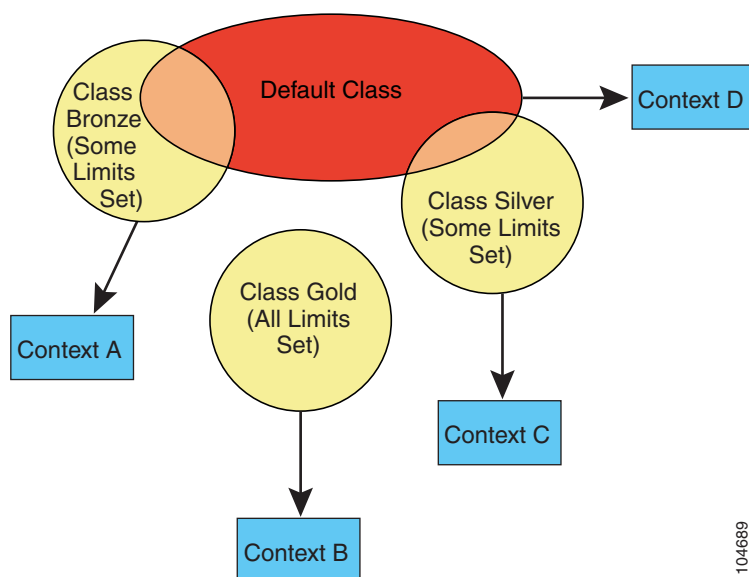 Default Class
Class
Bronze
(Some
Limits
Set)
Context D
Class Silver
(Some Limits
Set)
Class Gold
(All Limits
Set)
Context A
Context C
Context B
104689